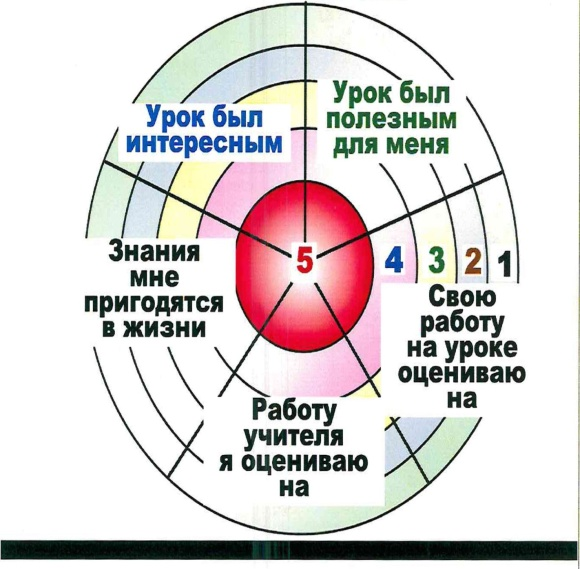 Урок был
интересным
Урок был
полезным
для меня
Знания
мне
пригодятся
в жизни
5 4 3 2 1
Свою
работу
на уроке
оцениваю
на
Работу
учителя
я оцениваю
на